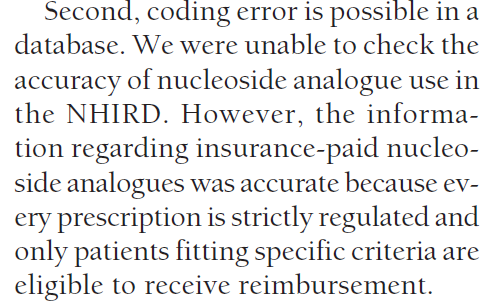 Second, coding error is possible in a
database. We were unable to check the
accuracy of nucleoside analogue use in
the NHIRD. However, the informa-
tion regarding insurance-paid nucleo-
side analogues was accurate because ev-
ery prescription is strictly regulated and
only patients fitting specific criteria are
eligible to receive reimbursement.